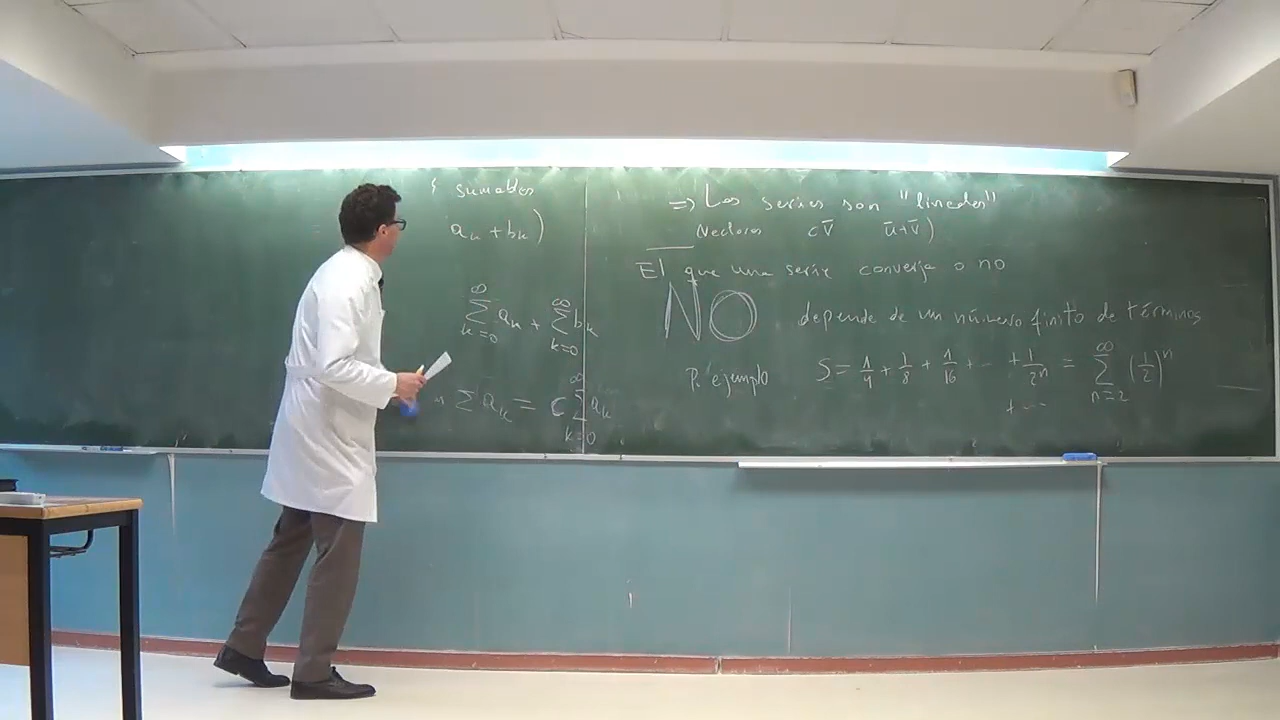 sumables
aₖ + bₖ)
∞∑k=0 aₖ + ∞∑k=0 bₖ
∑ aₖ = c ∞∑k=0 aₖ
=> Las series son "lineales"
Vectores cV̄ ū+v̄)
El que una serie converja o no
NO depende de un número finito de términos
P. ejemplo S = 1/4 + 1/8 + 1/16 + ... + 1/2ⁿ = ∞∑n=2 (1/2)ⁿ
+ ...